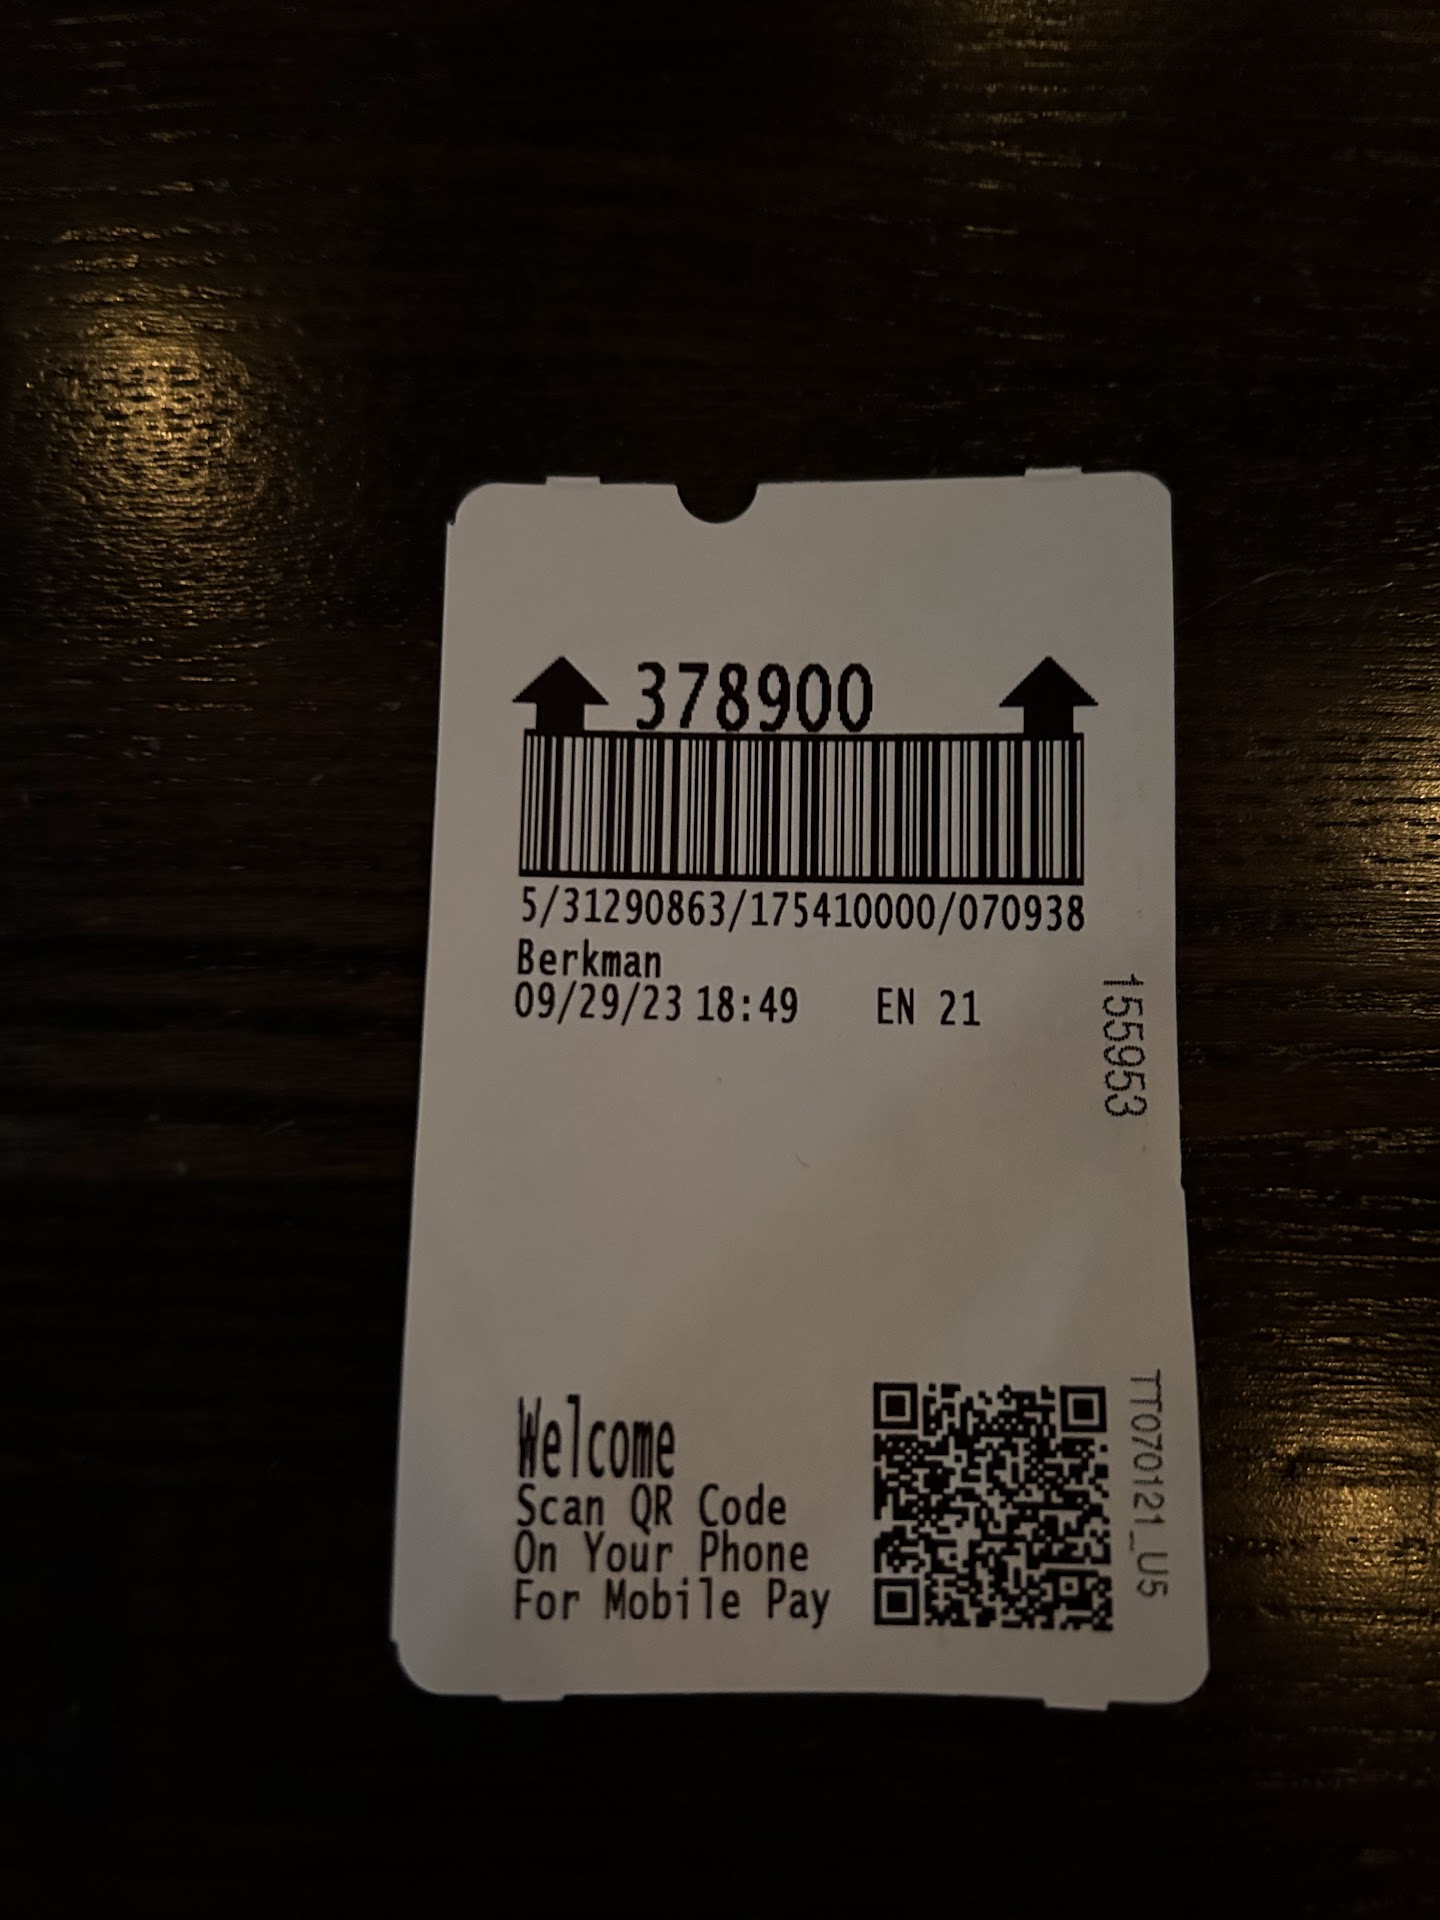 378900
5/31290863/175410000/070938
Berkman
09/29/23 18:49 EN 21
155953
Welcome
Scan QR Code
On Your Phone
For Mobile Pay
TT070121_U5